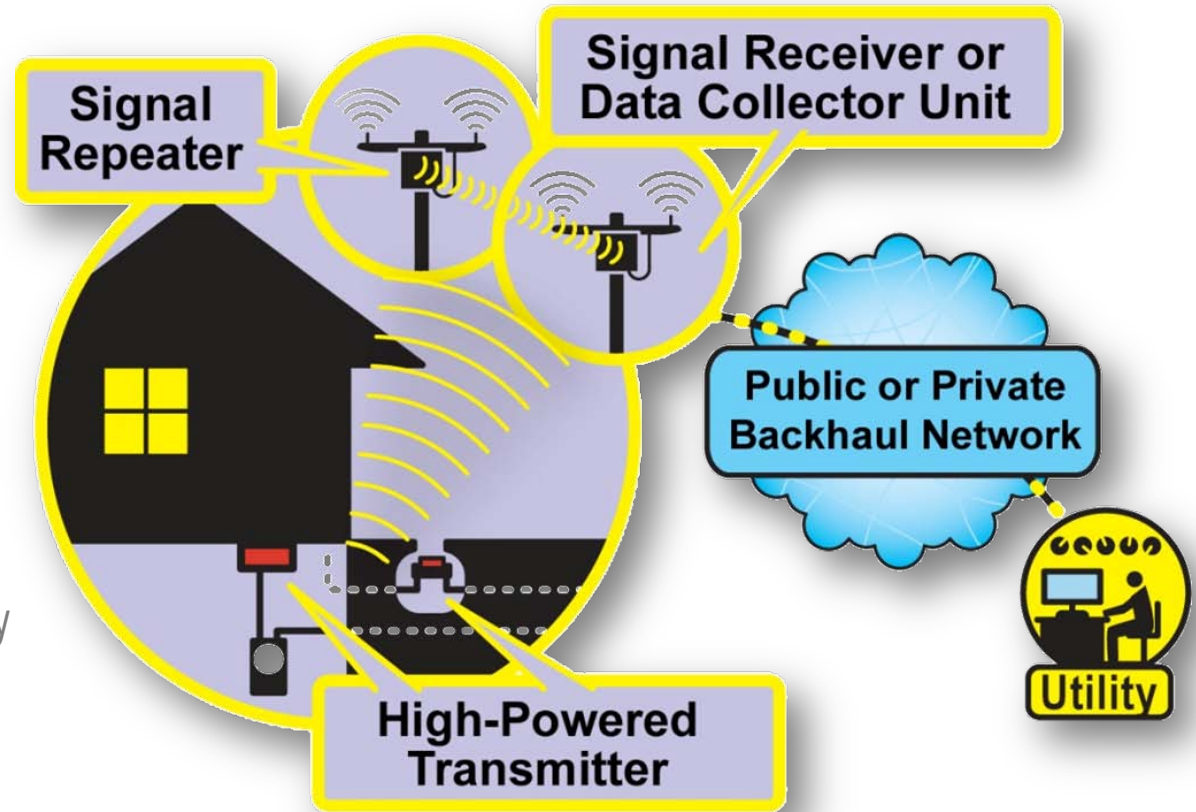 Signal
Repeater
Signal Receiver or
Data Collector Unit
Public or Private
Backhaul Network
y
High-Powered
Transmitter
Utility